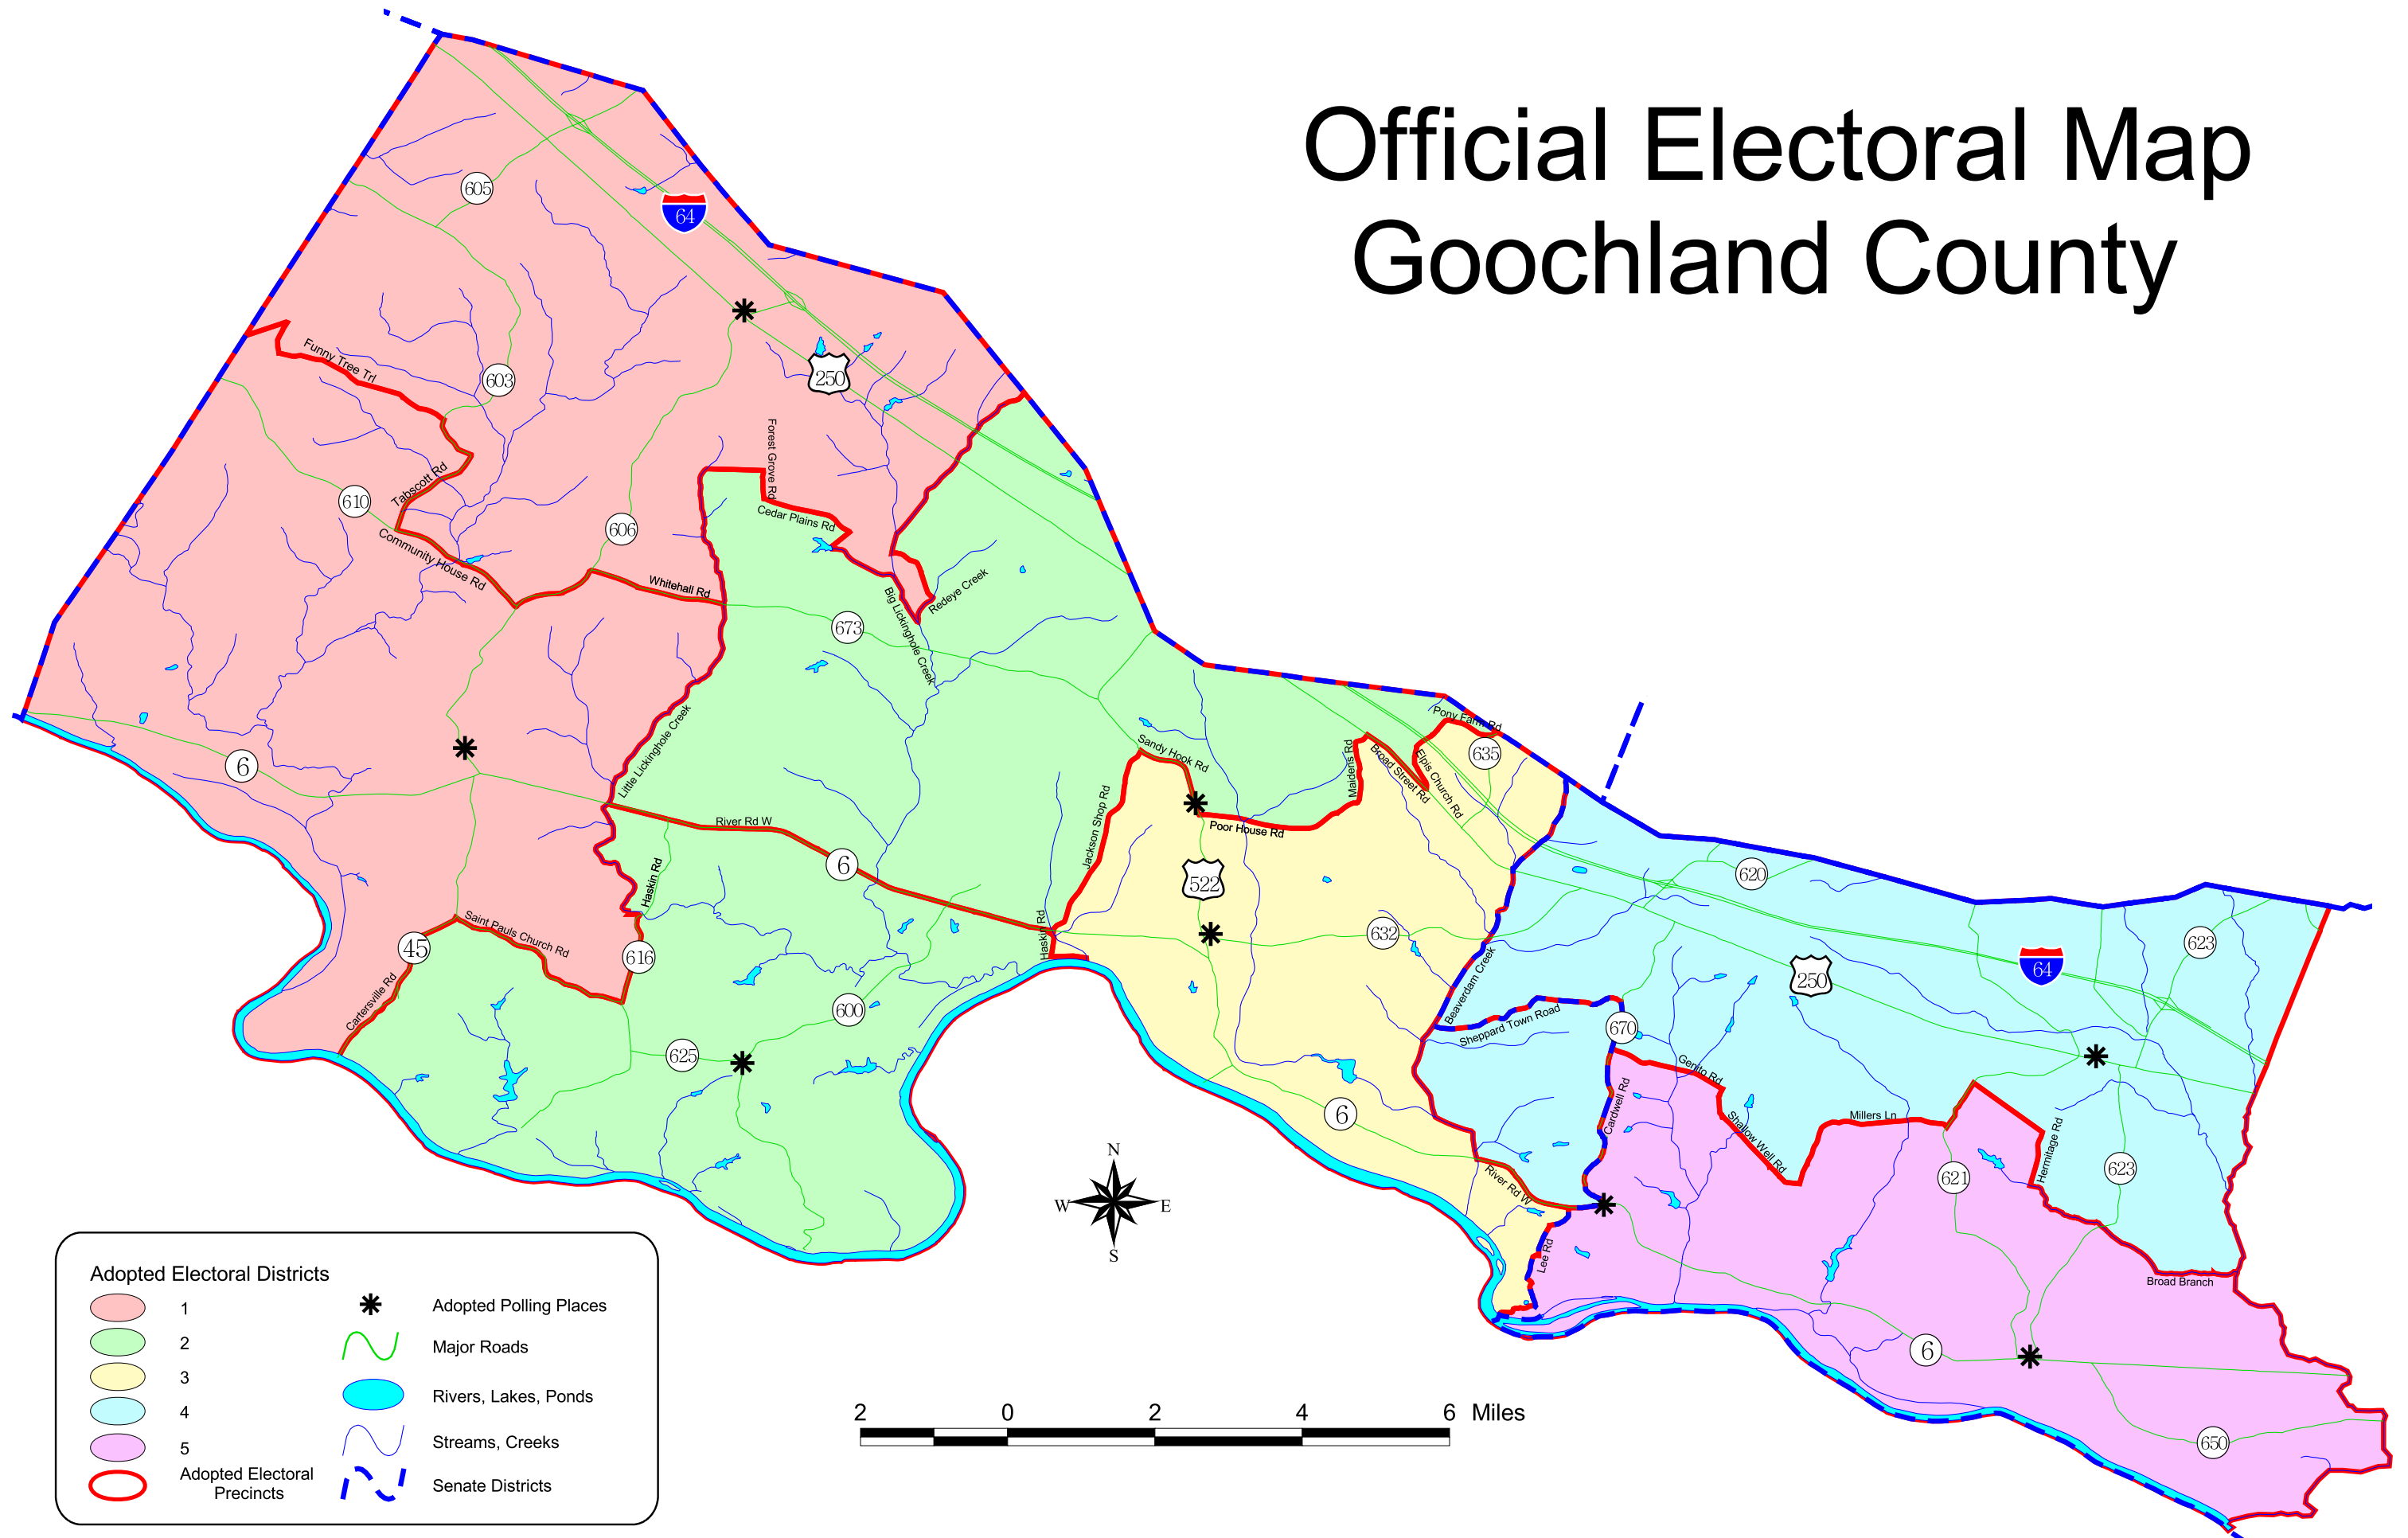 Official Electoral Map
Goochland County
605
64
250
Funny Tree Trl
603
Forest Grove Rd
Tabscott Rd
610
Cedar Plains Rd
606
Community House Rd
Whitehall Rd
Redeye Creek
Big Lickinghole Creek
673
Little Lickinghole Creek
Pony Farm Rd
635
Sandy Hook Rd
Maidens Rd
Broad Street Rd
Elpis Church Rd
6
River Rd W
6
Jackson Shop Rd
Poor House Rd
522
Haskin Rd
620
Saint Pauls Church Rd
45
616
Haskin Rd
632
623
64
250
Beaverdam Creek
Cartersville Rd
600
Sheppard Town Road
670
625
Genito Rd
Cardwell Rd
6
Shallow Well Rd
Millers Ln
Hermitage Rd
621
623
River Rd W
Lee Rd
Broad Branch
6
650
N
W
E
S
Adopted Electoral Districts
1
2
3
4
5
Adopted Electoral
Precincts
Adopted Polling Places
Major Roads
Rivers, Lakes, Ponds
Streams, Creeks
Senate Districts
2 0 2 4 6 Miles